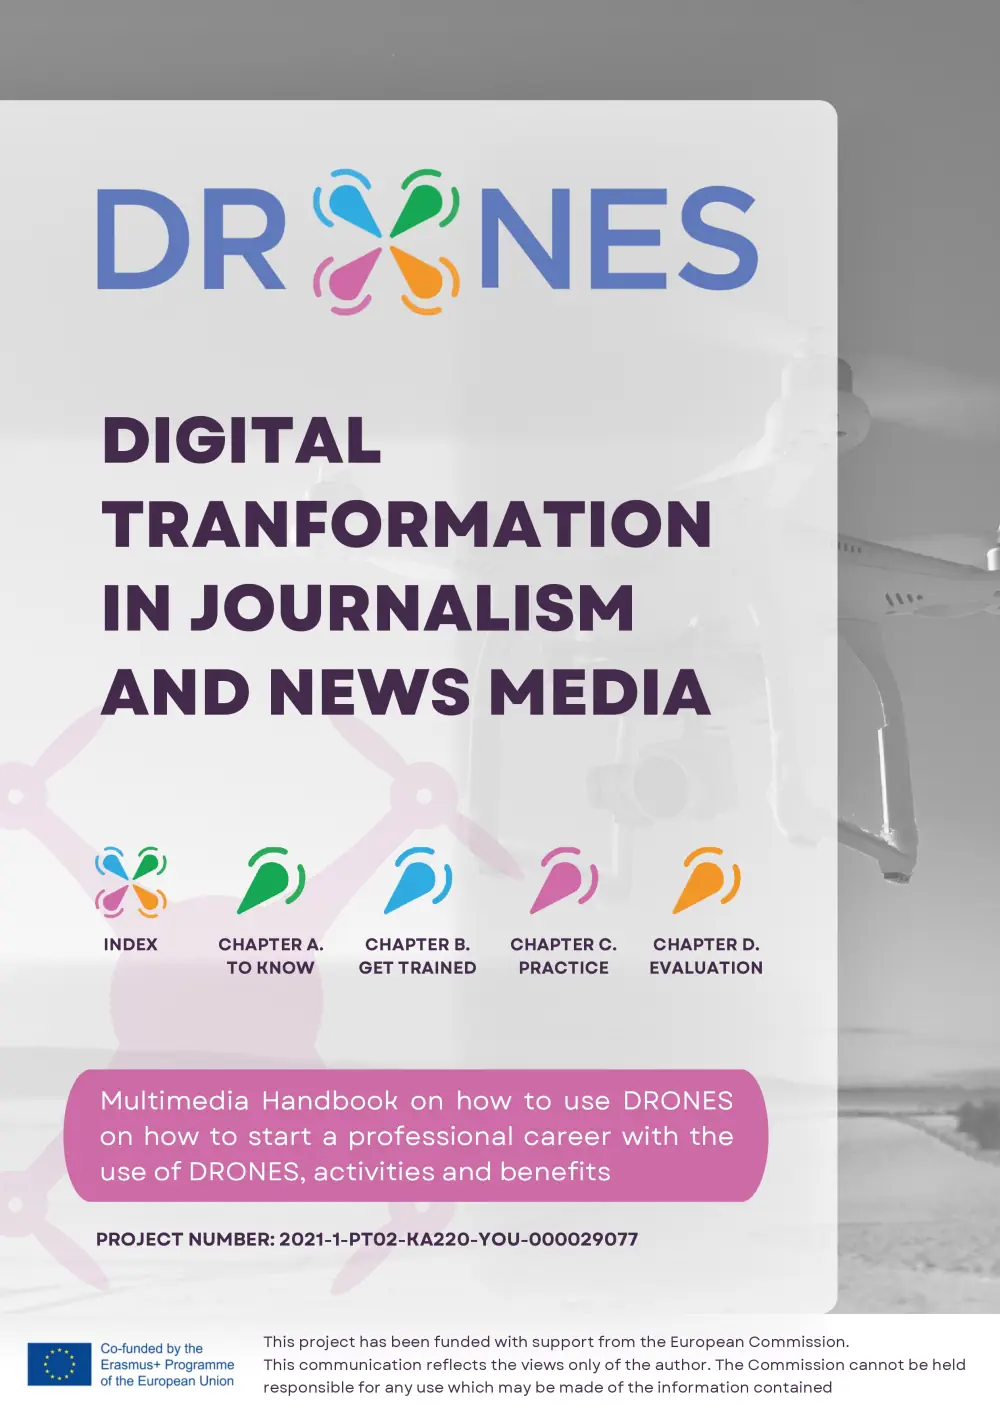 DRONES
DIGITAL
TRANFORMATION
IN JOURNALISM
AND NEWS MEDIA
INDEX
CHAPTER A.
TO KNOW
CHAPTER B.
GET TRAINED
CHAPTER C.
PRACTICE
CHAPTER D.
EVALUATION
Multimedia Handbook on how to use DRONES
on how to start a professional career with the
use of DRONES, activities and benefits
PROJECT NUMBER: 2021-1-PT02-KA220-YOU-000029077
Co-funded by the
Erasmus+ Programme
of the European Union
This project has been funded with support from the European Commission.
This communication reflects the views only of the author. The Commission cannot be held
responsible for any use which may be made of the information contained